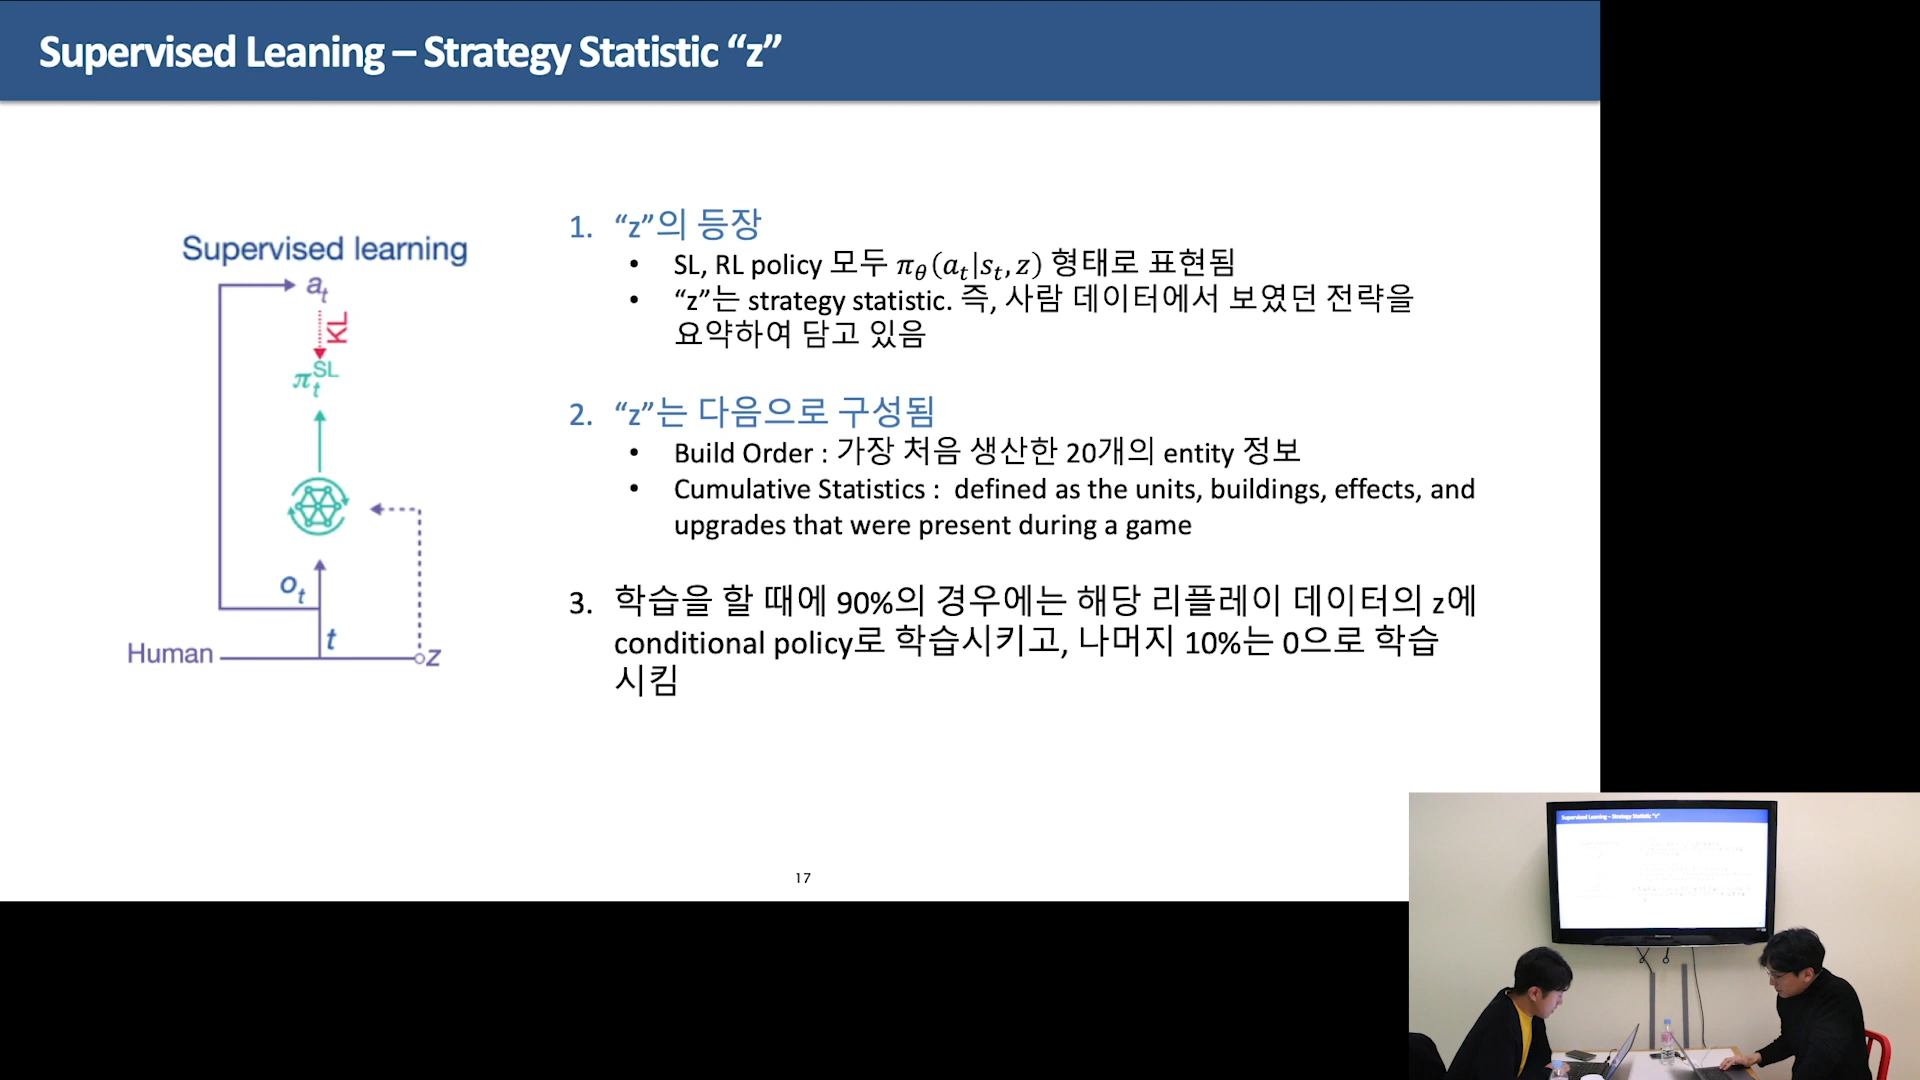 Supervised Leaning – Strategy Statistic “z”
Supervised learning
a_t
KL
π_t^SL
o_t
t
Human
z
1. “z”의 등장
• SL, RL policy 모두 π_θ(a_t|s_t, z) 형태로 표현됨
• “z”는 strategy statistic. 즉, 사람 데이터에서 보였던 전략을
요약하여 담고 있음
2. “z”는 다음으로 구성됨
• Build Order : 가장 처음 생산한 20개의 entity 정보
• Cumulative Statistics : defined as the units, buildings, effects, and
upgrades that were present during a game
3. 학습을 할 때에 90%의 경우에는 해당 리플레이 데이터의 z에
conditional policy로 학습시키고, 나머지 10%는 0으로 학습
시킴
17
Supervised Leaning – Strategy Statistic “z”